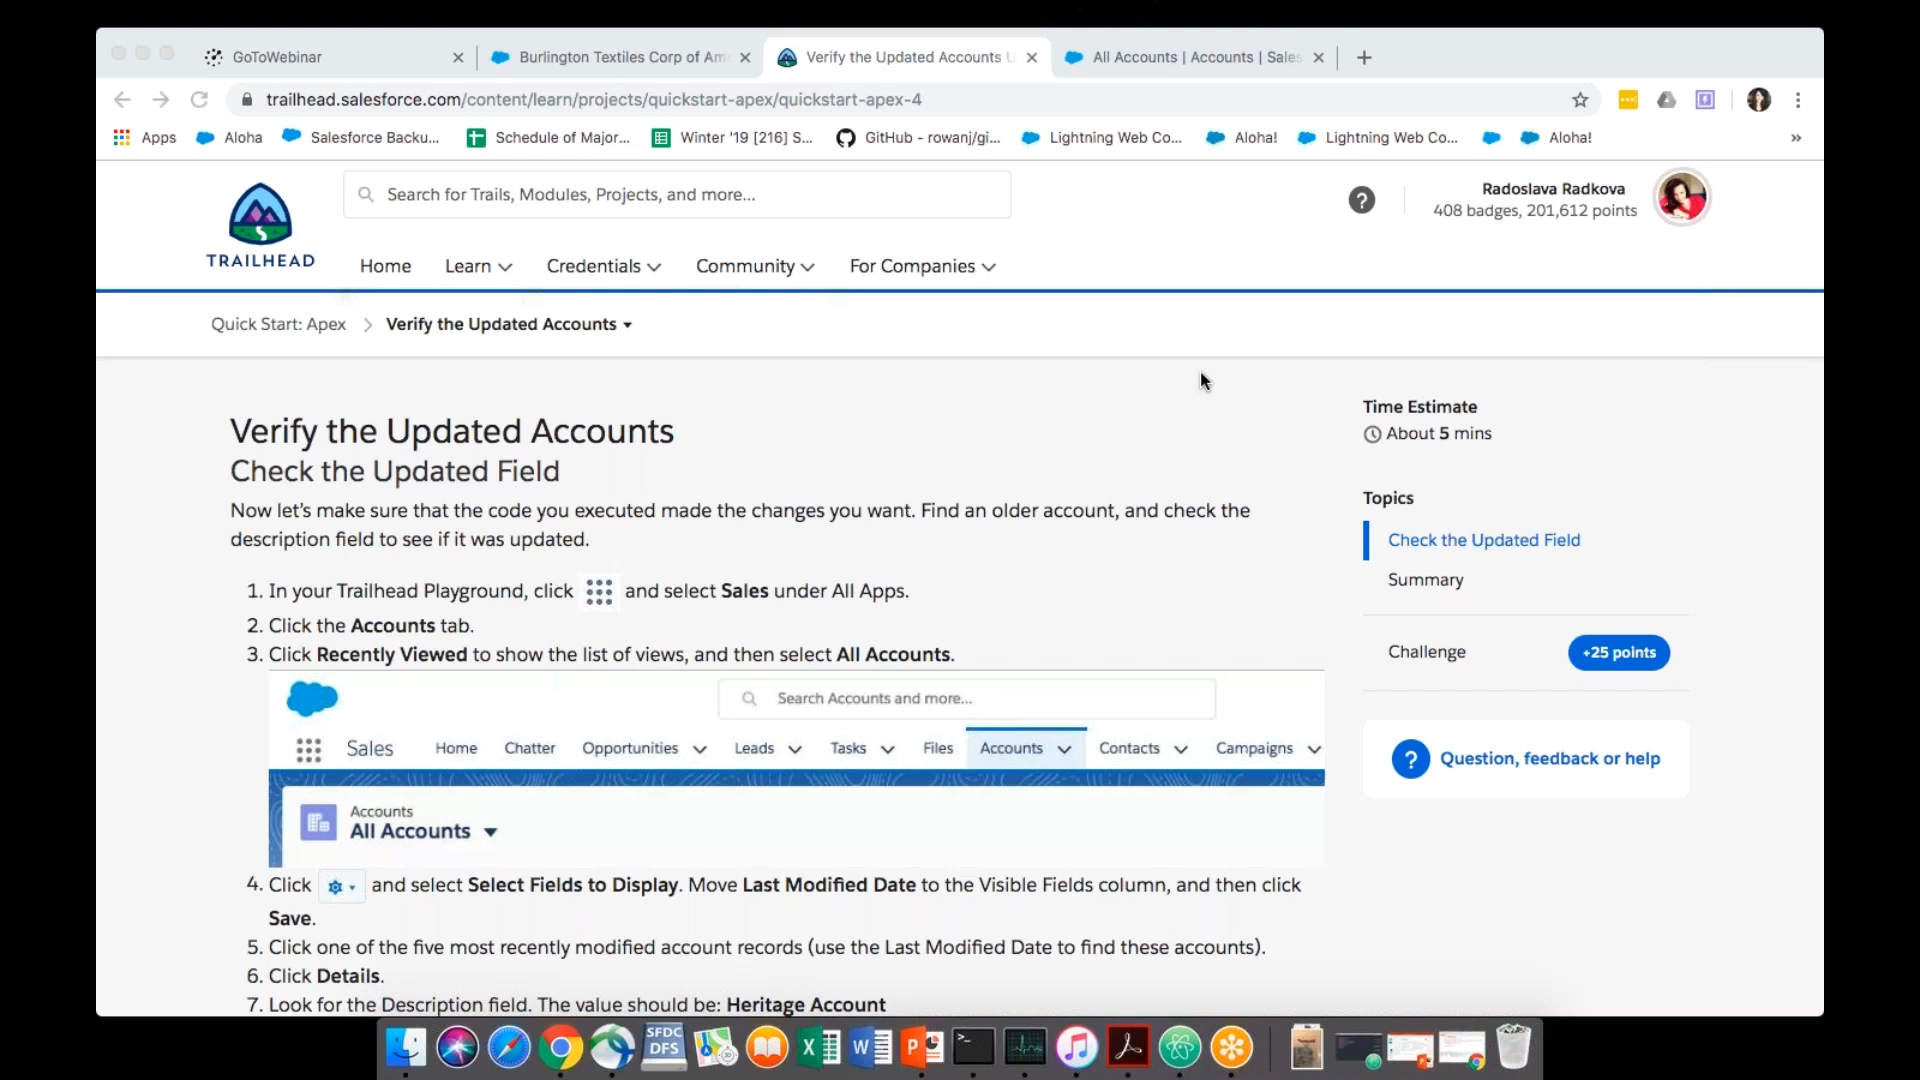 GoToWebinar
Burlington Textiles Corp of Am
Verify the Updated Accounts U
All Accounts | Accounts | Sales
trailhead.salesforce.com/content/learn/projects/quickstart-apex/quickstart-apex-4
Apps
Aloha
Salesforce Backu...
Schedule of Major...
Winter '19 [216] S...
GitHub - rowanj/gi...
Lightning Web Co...
Aloha!
Lightning Web Co...
Aloha!
»
TRAILHEAD
Search for Trails, Modules, Projects, and more...
?
Radoslava Radkova
408 badges, 201,612 points
Home
Learn
Credentials
Community
For Companies
Quick Start: Apex
Verify the Updated Accounts
Verify the Updated Accounts
Check the Updated Field
Now let's make sure that the code you executed made the changes you want. Find an older account, and check the
description field to see if it was updated.
1. In your Trailhead Playground, click and select Sales under All Apps.
2. Click the Accounts tab.
3. Click Recently Viewed to show the list of views, and then select All Accounts.
Search Accounts and more...
Sales
Home
Chatter
Opportunities
Leads
Tasks
Files
Accounts
Contacts
Campaigns
Accounts
All Accounts
4. Click and select Select Fields to Display. Move Last Modified Date to the Visible Fields column, and then click
Save.
5. Click one of the five most recently modified account records (use the Last Modified Date to find these accounts).
6. Click Details.
7. Look for the Description field. The value should be: Heritage Account
Time Estimate
About 5 mins
Topics
Check the Updated Field
Summary
Challenge
+25 points
? Question, feedback or help
SFDC
DFS
X
W
P
>_